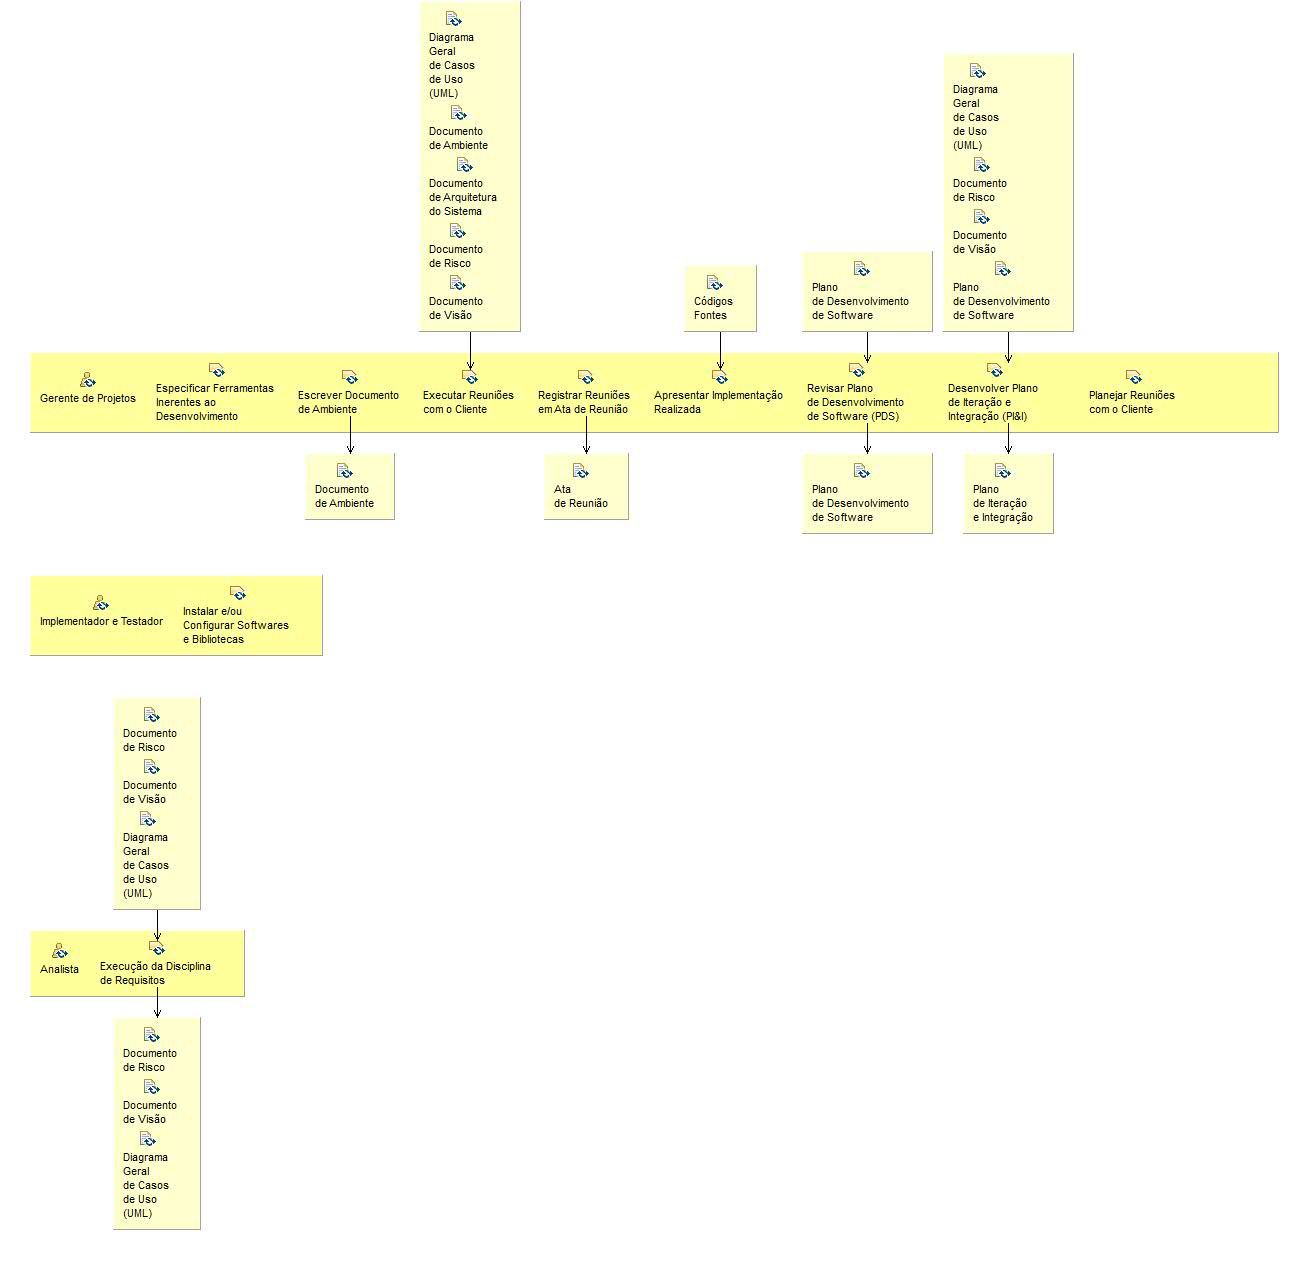 Diagrama
Geral
de Casos
de Uso
(UML)
Documento
de Ambiente
Documento
de Arquitetura
do Sistema
Documento
de Risco
Documento
de Visão
Códigos
Fontes
Plano
de Desenvolvimento
de Software
Diagrama
Geral
de Casos
de Uso
(UML)
Documento
de Risco
Documento
de Visão
Plano
de Desenvolvimento
de Software
Gerente de Projetos
Especificar Ferramentas
Inerentes ao
Desenvolvimento
Escrever Documento
de Ambiente
Executar Reuniões
com o Cliente
Registrar Reuniões
em Ata de Reunião
Apresentar Implementação
Realizada
Revisar Plano
de Desenvolvimento
de Software (PDS)
Desenvolver Plano
de Iteração e
Integração (PI&I)
Planejar Reuniões
com o Cliente
Documento
de Ambiente
Ata
de Reunião
Plano
de Desenvolvimento
de Software
Plano
de Iteração
e Integração
Implementador e Testador
Instalar e/ou
Configurar Softwares
e Bibliotecas
Documento
de Risco
Documento
de Visão
Diagrama
Geral
de Casos
de Uso
(UML)
Analista
Execução da Disciplina
de Requisitos
Documento
de Risco
Documento
de Visão
Diagrama
Geral
de Casos
de Uso
(UML)